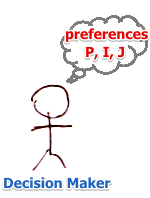 preferences
P, I, J
Decision Maker